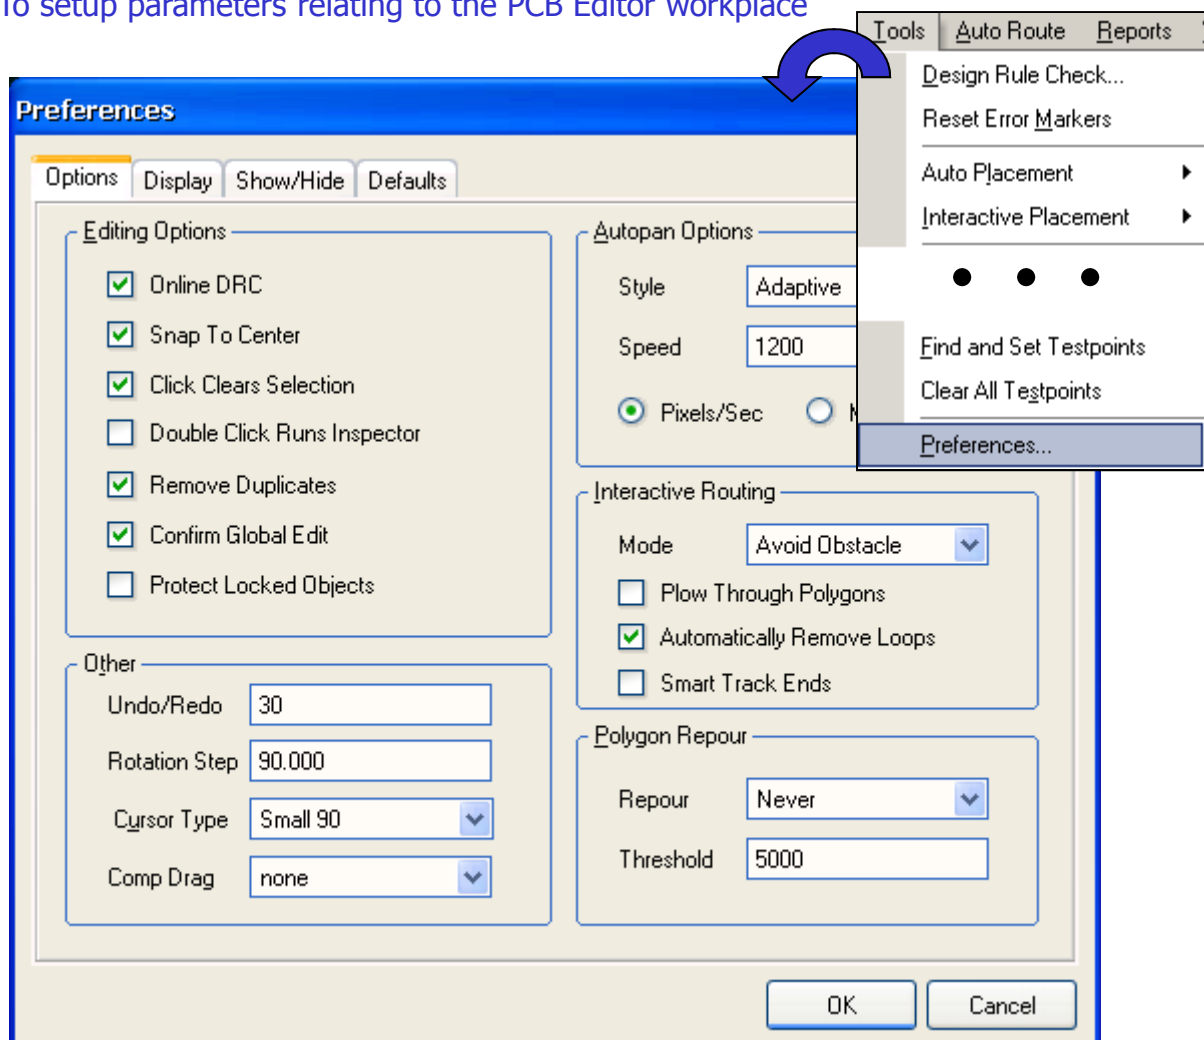 To setup parameters relating to the PCB Editor workplace
Tools Auto Route Reports
Design Rule Check...
Reset Error Markers
Auto Placement
Interactive Placement
Find and Set Testpoints
Clear All Testpoints
Preferences...
Preferences
Options Display Show/Hide Defaults
Editing Options
Online DRC
Snap To Center
Click Clears Selection
Double Click Runs Inspector
Remove Duplicates
Confirm Global Edit
Protect Locked Objects
Other
Undo/Redo 30
Rotation Step 90.000
Cursor Type Small 90
Comp Drag none
Autopan Options
Style Adaptive
Speed 1200
Pixels/Sec
Interactive Routing
Mode Avoid Obstacle
Plow Through Polygons
Automatically Remove Loops
Smart Track Ends
Polygon Repour
Repour Never
Threshold 5000
OK Cancel